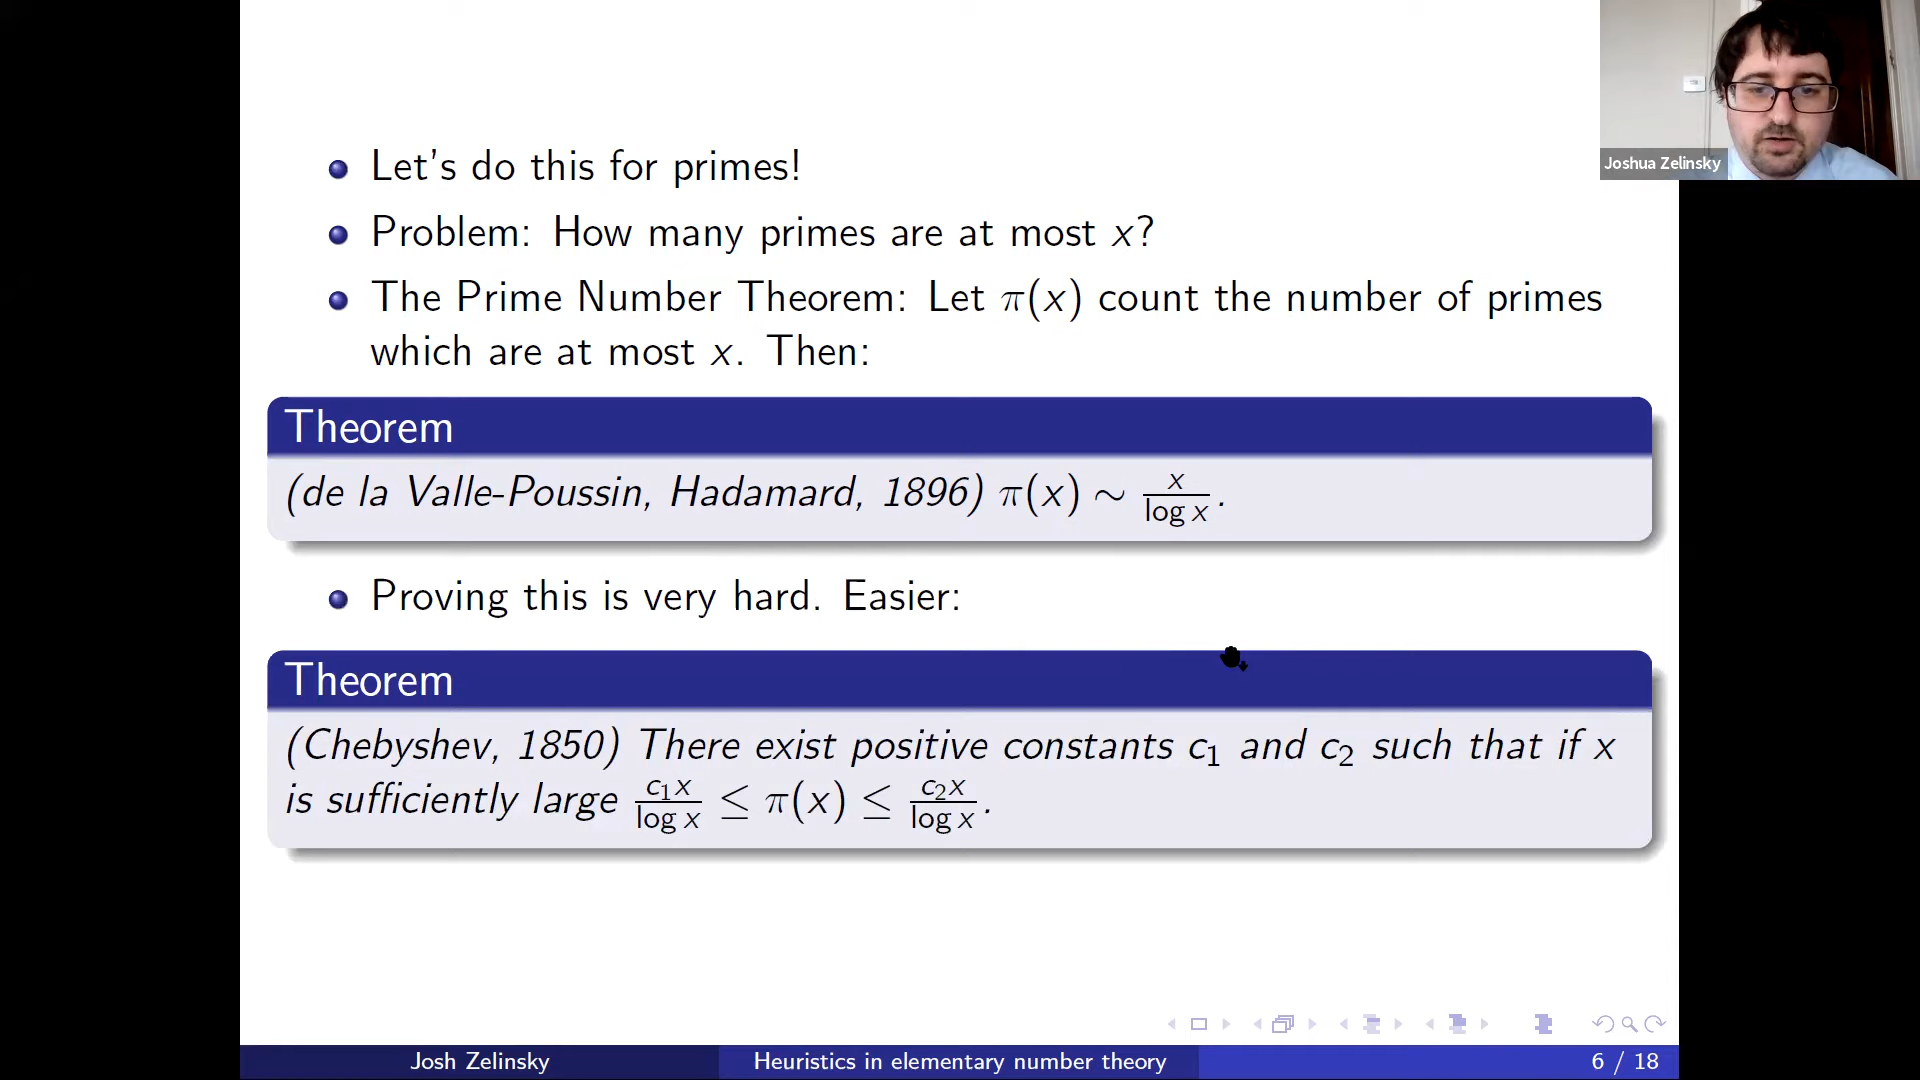 Joshua Zelinsky
Let's do this for primes!
Problem: How many primes are at most x?
The Prime Number Theorem: Let π(x) count the number of primes
which are at most x. Then:
Theorem
(de la Valle-Poussin, Hadamard, 1896) π(x) ∼ x/log x.
Proving this is very hard. Easier:
Theorem
(Chebyshev, 1850) There exist positive constants c₁ and c₂ such that if x
is sufficiently large c₁x/log x ≤ π(x) ≤ c₂x/log x.
Josh Zelinsky Heuristics in elementary number theory 6 / 18